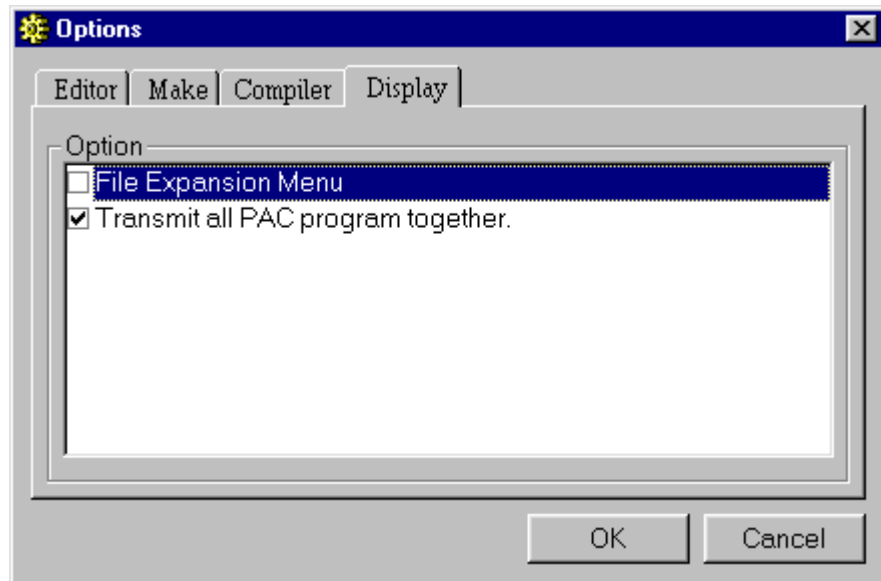 Options
Editor Make Compiler Display
Option
File Expansion Menu
Transmit all PAC program together.
OK Cancel